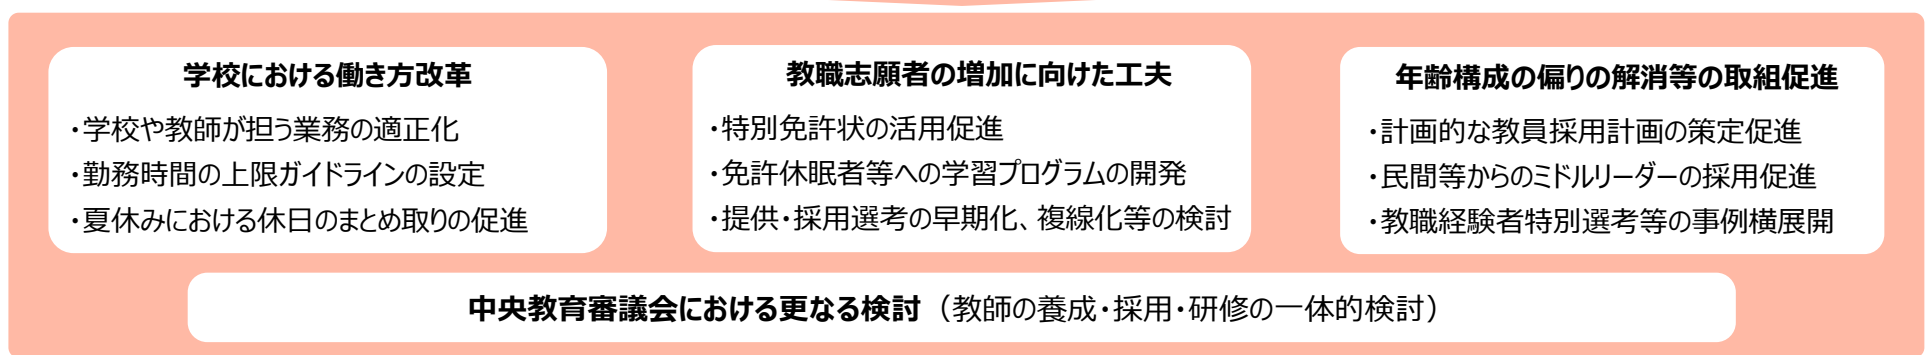 学校における働き方改革
・学校や教師が担う業務の適正化
・勤務時間の上限ガイドラインの設定
・夏休みにおける休日のまとめ取りの促進
教職志願者の増加に向けた工夫
・特別免許状の活用促進
・免許休眠者等への学習プログラムの開発
・提供・採用選考の早期化、複線化等の検討
年齢構成の偏りの解消等の取組促進
・計画的な教員採用計画の策定促進
・民間等からのミドルリーダーの採用促進
・教職経験者特別選考等の事例横展開
中央教育審議会における更なる検討（教師の養成・採用・研修の一体的検討）